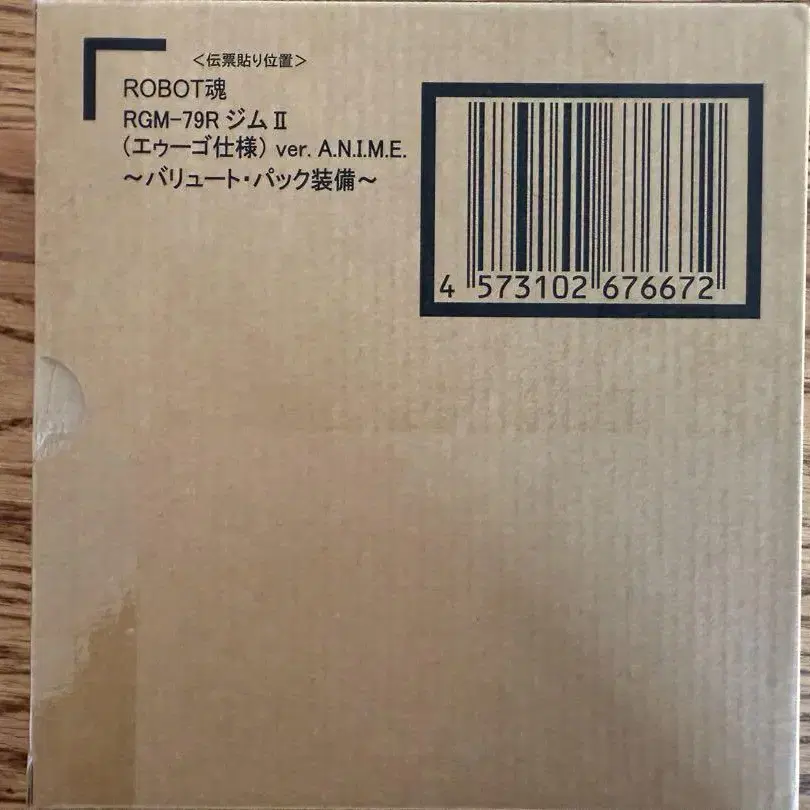 ＜伝票貼り位置＞
ROBOT魂
RGM-79R ジムⅡ
（エゥーゴ仕様） ver. A.N.I.M.E.
～バリュート・パック装備～
4 573102 676672